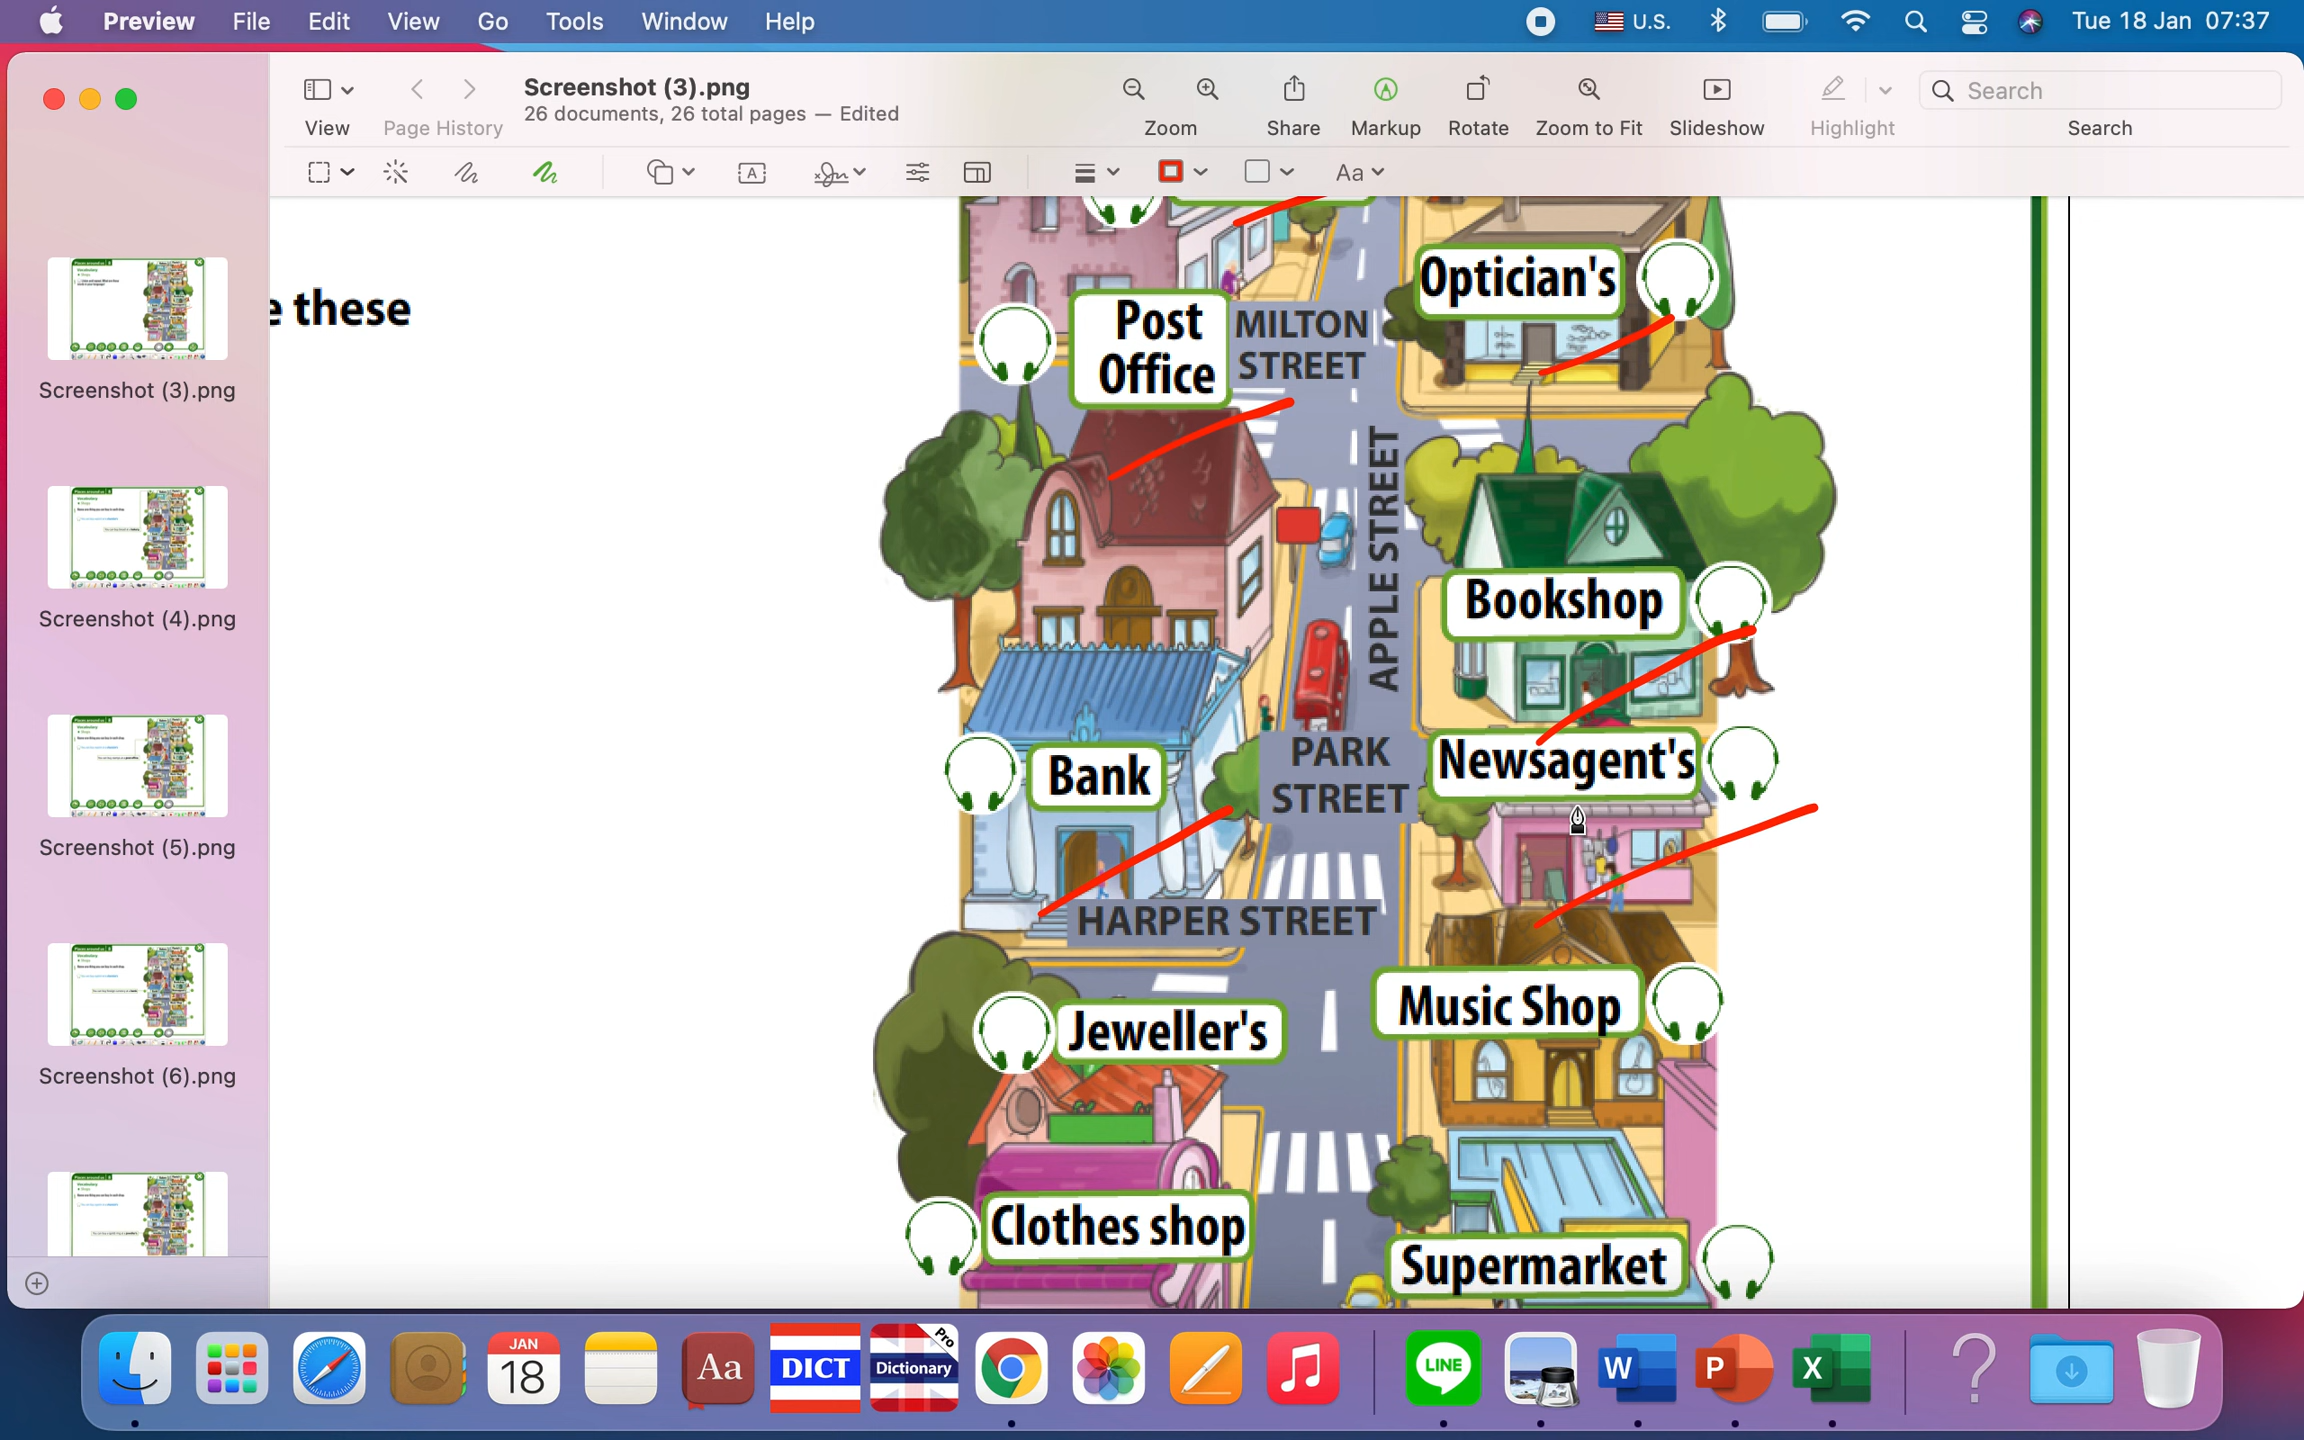 Preview File Edit View Go Tools Window Help U.S. Tue 18 Jan 07:37
Screenshot (3).png
26 documents, 26 total pages — Edited
View Page History Zoom Share Markup Rotate Zoom to Fit Slideshow Highlight Search
Search
A
Aa
Screenshot (3).png
Screenshot (4).png
Screenshot (5).png
Screenshot (6).png
e these
Optician's
Post
Office
MILTON
STREET
APPLE STREET
Bookshop
Bank
PARK
STREET
Newsagent's
HARPER STREET
Jeweller's
Music Shop
Clothes shop
Supermarket
JAN
18
Aa
DICT
Pro
Dictionary
LINE
W
P
X
?